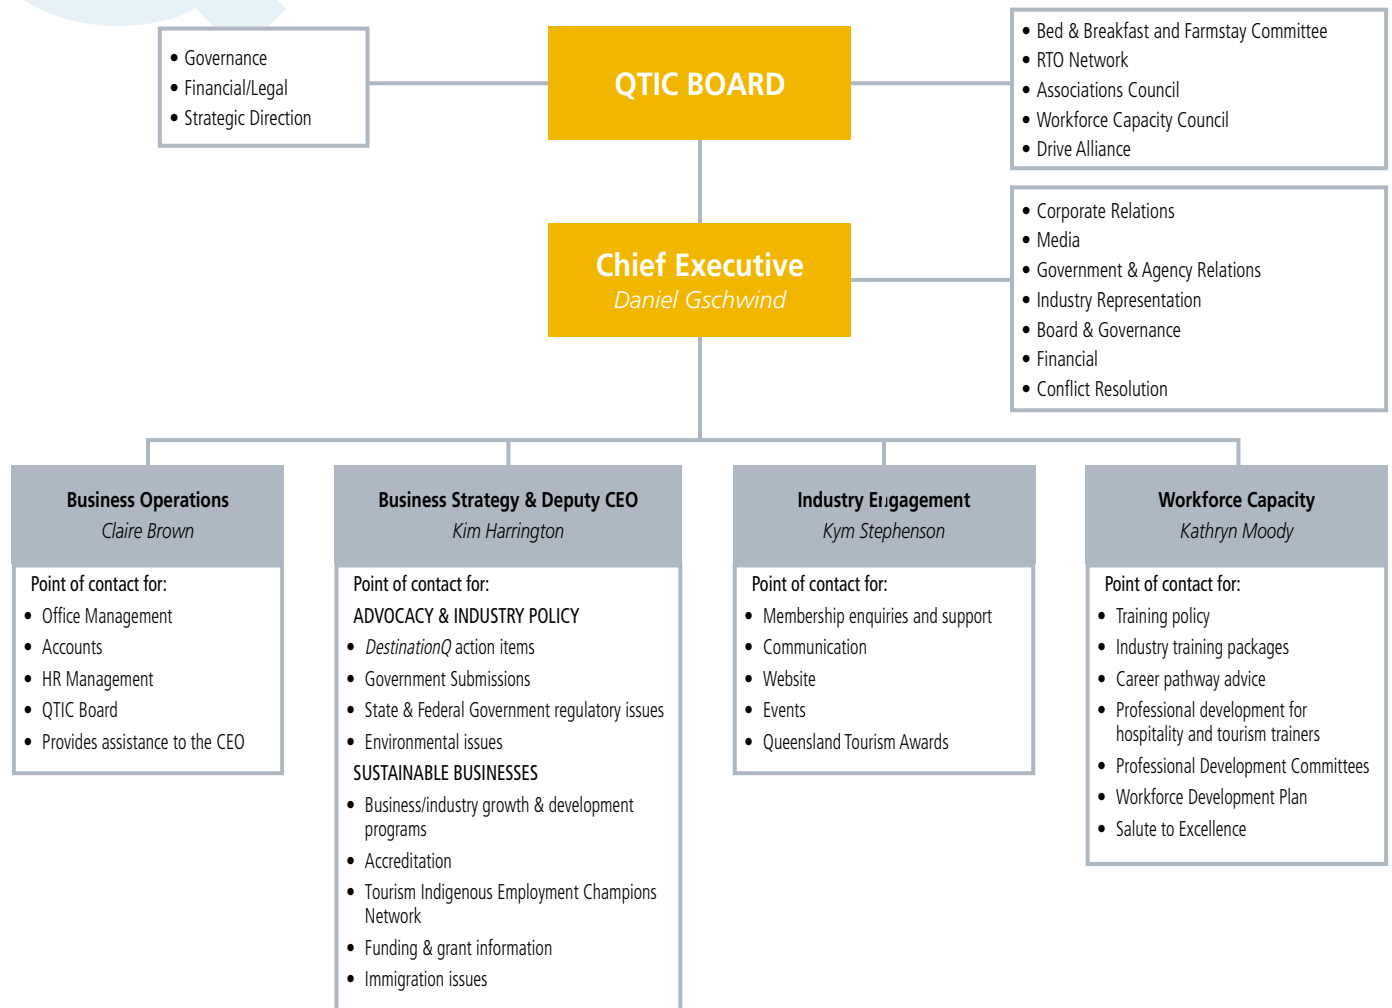 • Governance
• Financial/Legal
• Strategic Direction
QTIC BOARD
• Bed & Breakfast and Farmstay Committee
• RTO Network
• Associations Council
• Workforce Capacity Council
• Drive Alliance
Chief Executive
Daniel Gschwind
• Corporate Relations
• Media
• Government & Agency Relations
• Industry Representation
• Board & Governance
• Financial
• Conflict Resolution
Business Operations
Claire Brown
Point of contact for:
• Office Management
• Accounts
• HR Management
• QTIC Board
• Provides assistance to the CEO
Business Strategy & Deputy CEO
Kim Harrington
Point of contact for:
ADVOCACY & INDUSTRY POLICY
• DestinationQ action items
• Government Submissions
• State & Federal Government regulatory issues
• Environmental issues
SUSTAINABLE BUSINESSES
• Business/industry growth & development
programs
• Accreditation
• Tourism Indigenous Employment Champions
Network
• Funding & grant information
• Immigration issues
Industry Engagement
Kym Stephenson
Point of contact for:
• Membership enquiries and support
• Communication
• Website
• Events
• Queensland Tourism Awards
Workforce Capacity
Kathryn Moody
Point of contact for:
• Training policy
• Industry training packages
• Career pathway advice
• Professional development for
hospitality and tourism trainers
• Professional Development Committees
• Workforce Development Plan
• Salute to Excellence